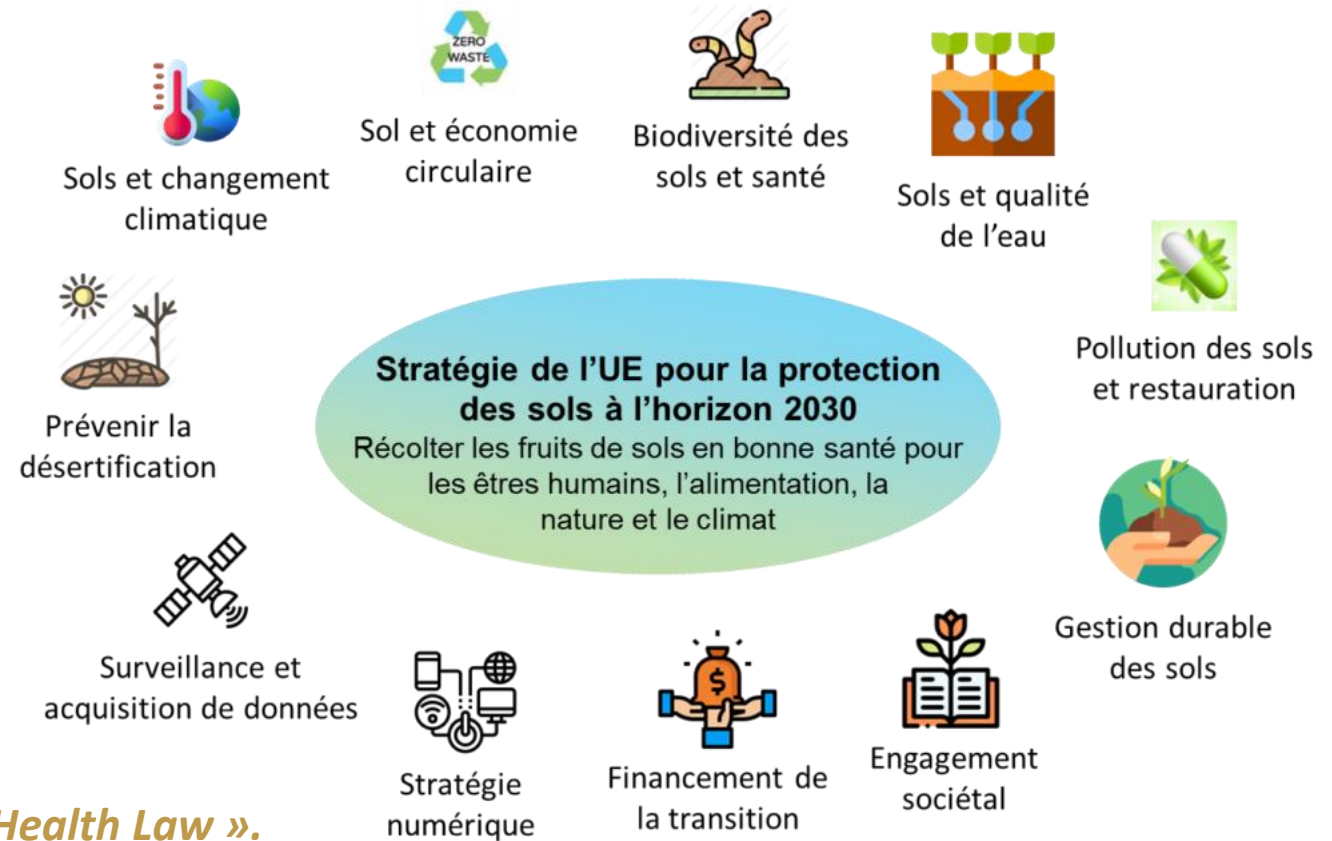 ZERO
WASTE
Sol et économie
circulaire
Biodiversité des
sols et santé
Sols et changement
climatique
Sols et qualité
de l’eau
Pollution des sols
et restauration
Stratégie de l’UE pour la protection
des sols à l’horizon 2030
Récolter les fruits de sols en bonne santé pour
les êtres humains, l’alimentation, la
nature et le climat
Prévenir la
désertification
Gestion durable
des sols
Surveillance et
acquisition de données
$
Engagement
sociétal
Financement de
la transition
Stratégie
numérique
Health Law ».